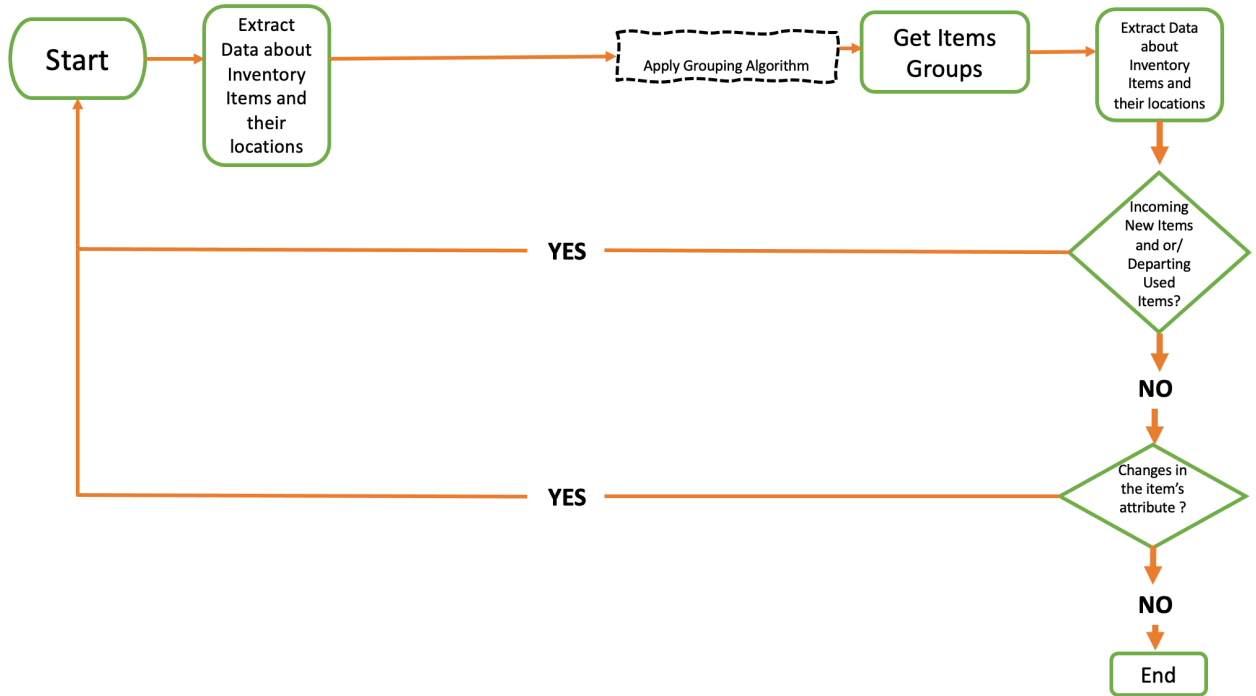 Start
Extract
Data about
Inventory
Items and
their
locations
Apply Grouping Algorithm
Get Items
Groups
Extract Data
about
Inventory
Items and
their locations
Incoming
New Items
and or/
Departing
Used
Items?
YES
NO
Changes in
the item’s
attribute ?
YES
NO
End